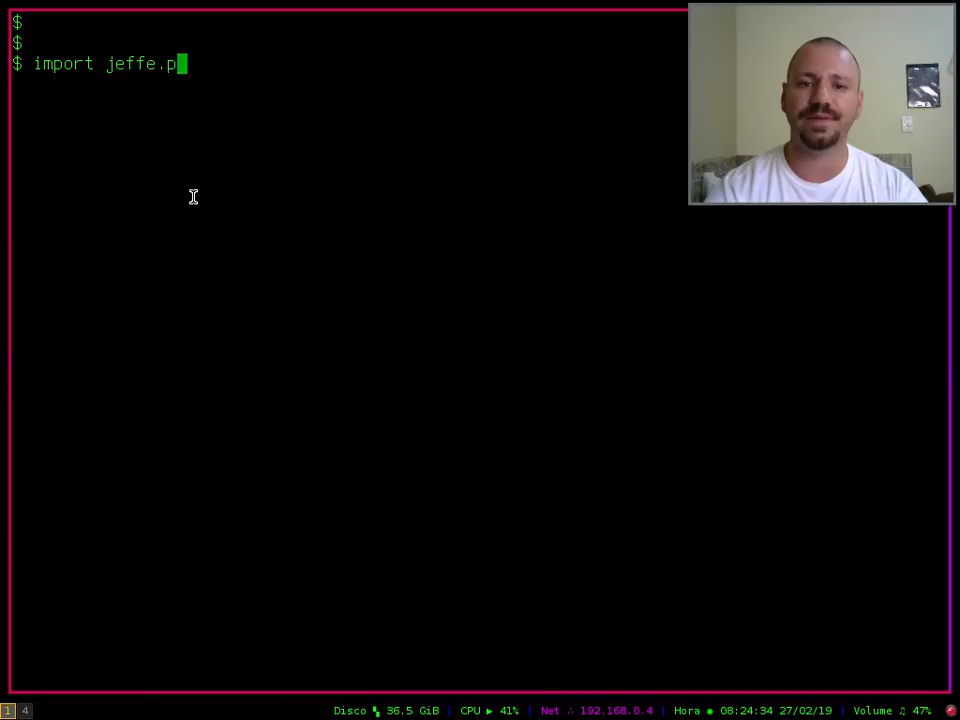 $
$
$ import jeffe.p
1 4 Disco 36.5 GiB | CPU ▶ 41% | Net ∴ 192.168.0.4 | Hora ◉ 08:24:34 27/02/19 | Volume ♫ 47%